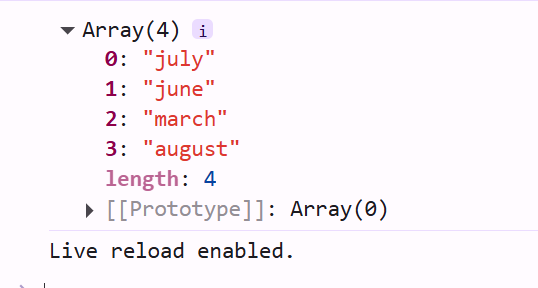 ▼ Array(4) i
0: "july"
1: "june"
2: "march"
3: "august"
length: 4
▶ [[Prototype]]: Array(0)
Live reload enabled.